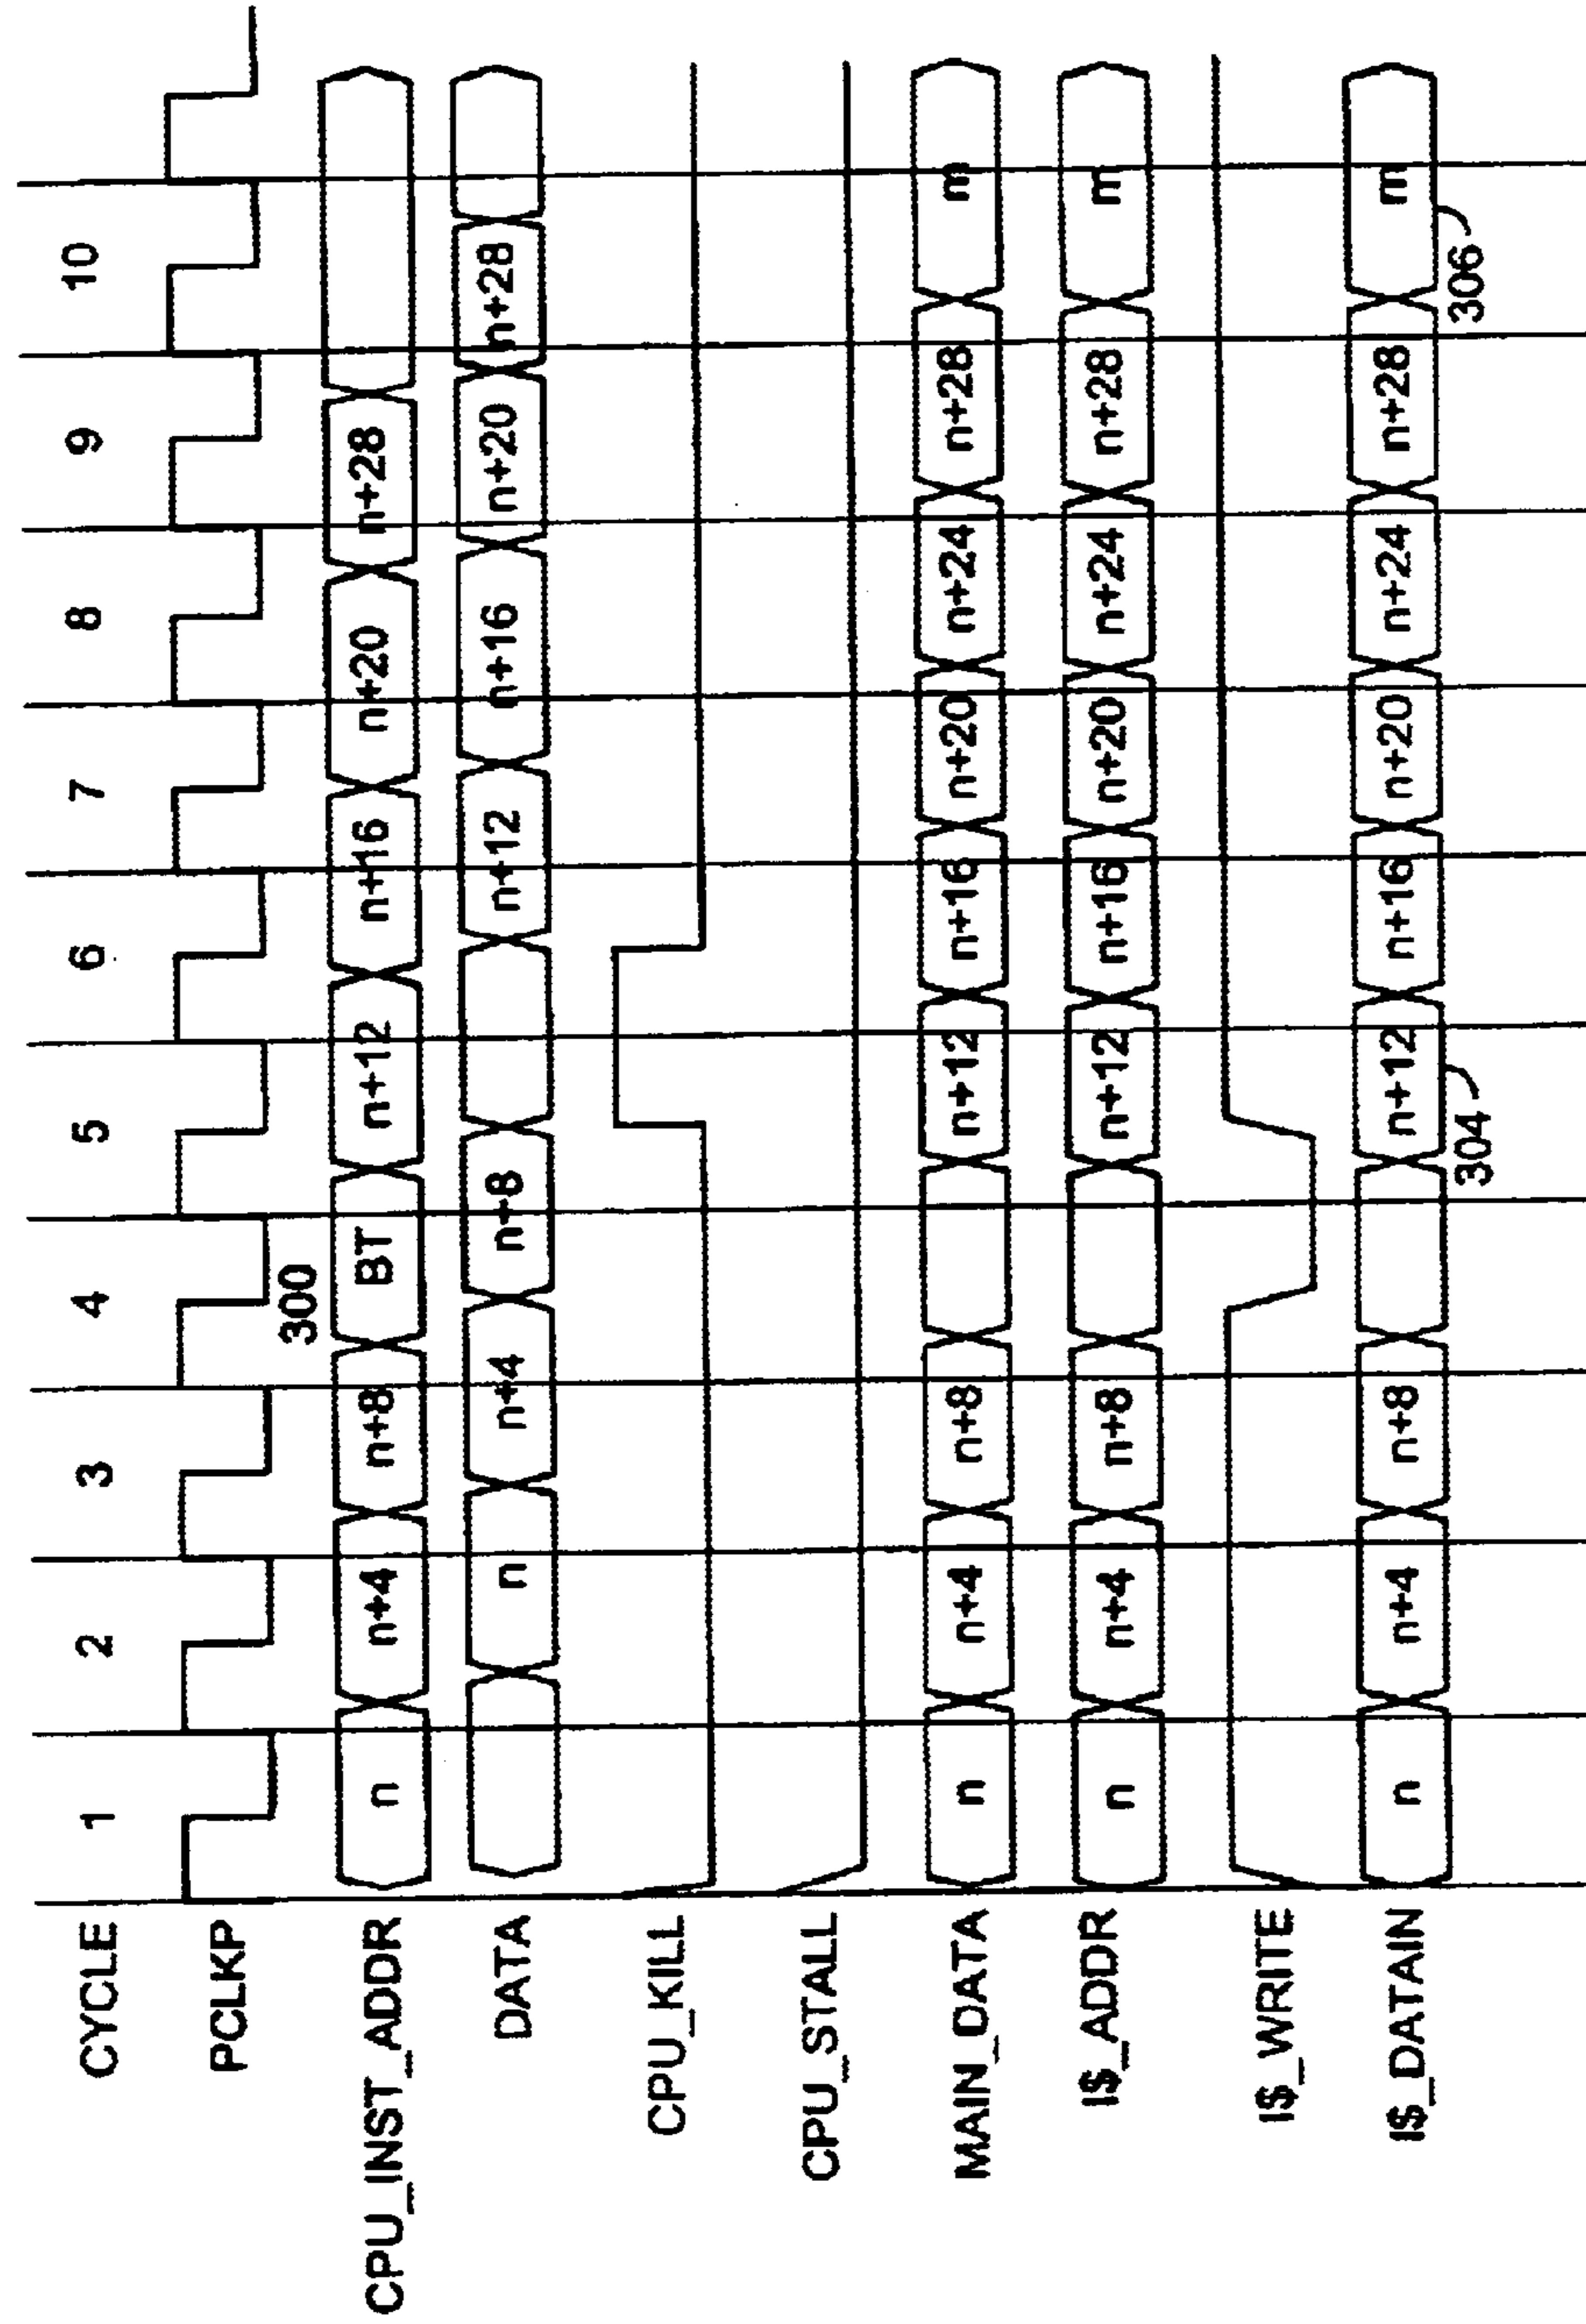 CYCLE 1 2 3 4 5 6 7 8 9 10
PCLKP
300
CPU_INST_ADDR n n+4 n+8 BT n+12 n+16 n+20 n+28
DATA n n+4 n+8 n+12 n+16 n+20 n+28
CPU_KILL
CPU_STALL
MAIN_DATA n n+4 n+8 n+12 n+16 n+20 n+24 n+28 m
I$_ADDR n n+4 n+8 n+12 n+16 n+20 n+24 n+28 m
I$_WRITE
I$_DATAIN n n+4 n+8 n+12 n+16 n+20 n+24 n+28 m
304 306